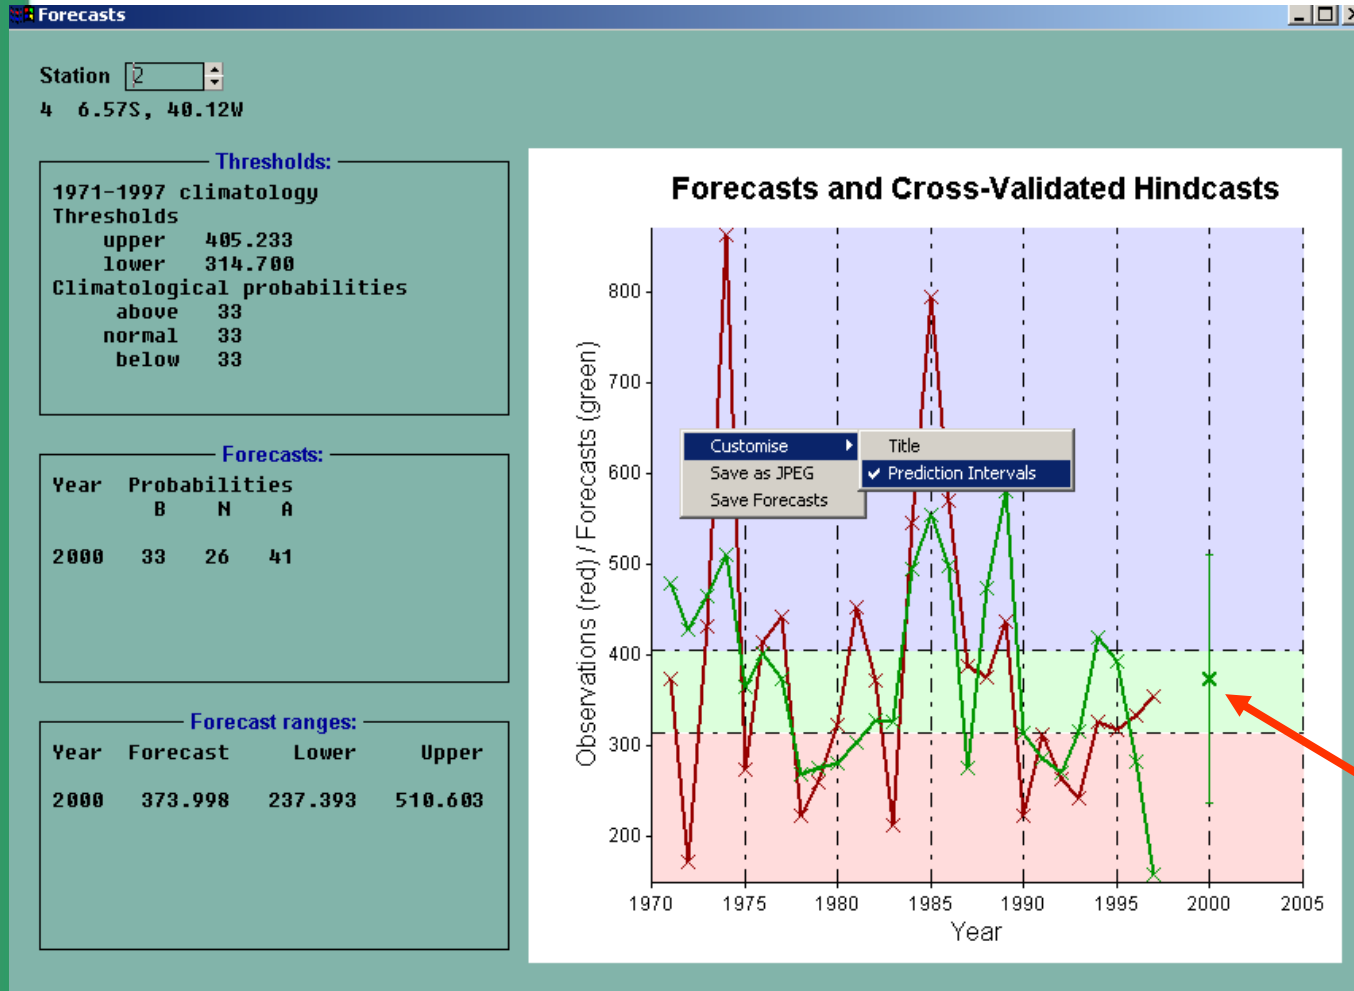 Forecasts
Station 2
4 6.57S, 40.12W
Thresholds:
1971-1997 climatology
Thresholds
upper 405.233
lower 314.700
Climatological probabilities
above 33
normal 33
below 33
Forecasts:
Year Probabilities
B N A
2000 33 26 41
Forecast ranges:
Year Forecast Lower Upper
2000 373.998 237.393 510.603
Forecasts and Cross-Validated Hindcasts
Observations (red) / Forecasts (green)
800
700
600
500
400
300
200
Customise
Save as JPEG
Save Forecasts
Title
Prediction Intervals
1970 1975 1980 1985 1990 1995 2000 2005
Year